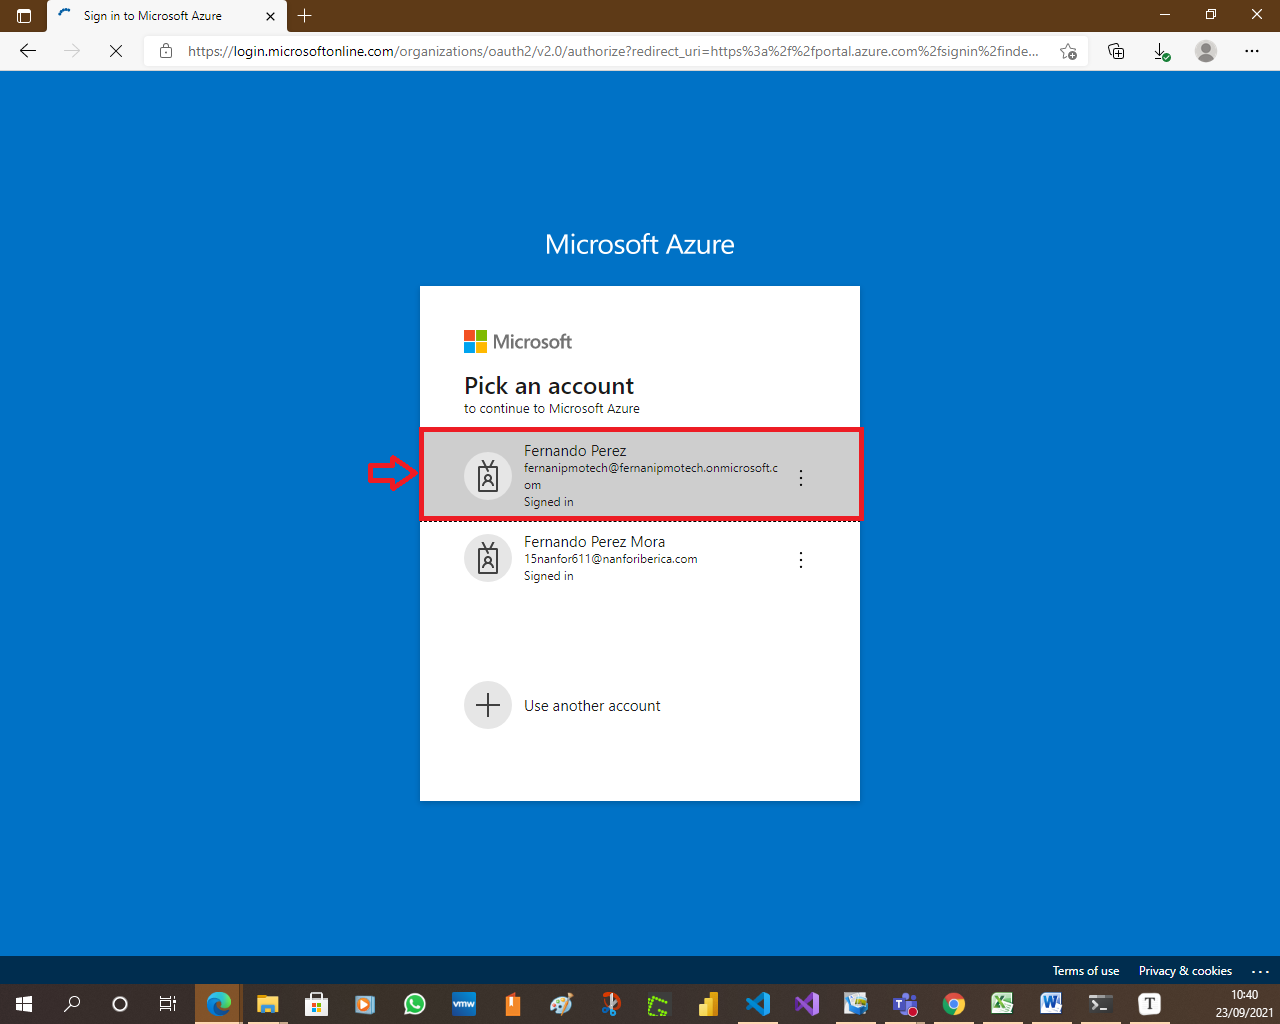 Sign in to Microsoft Azure
https://login.microsoftonline.com/organizations/oauth2/v2.0/authorize?redirect_uri=https%3a%2f%2fportal.azure.com%2fsignin%2finde...
Microsoft Azure
Microsoft
Pick an account
to continue to Microsoft Azure
Fernando Perez
fernanipmotech@fernanipmotech.onmicrosoft.c
om
Signed in
Fernando Perez Mora
15nanfor611@nanforiberica.com
Signed in
Use another account
Terms of use Privacy & cookies ...
vmw
T
X
W
T
10:40
23/09/2021